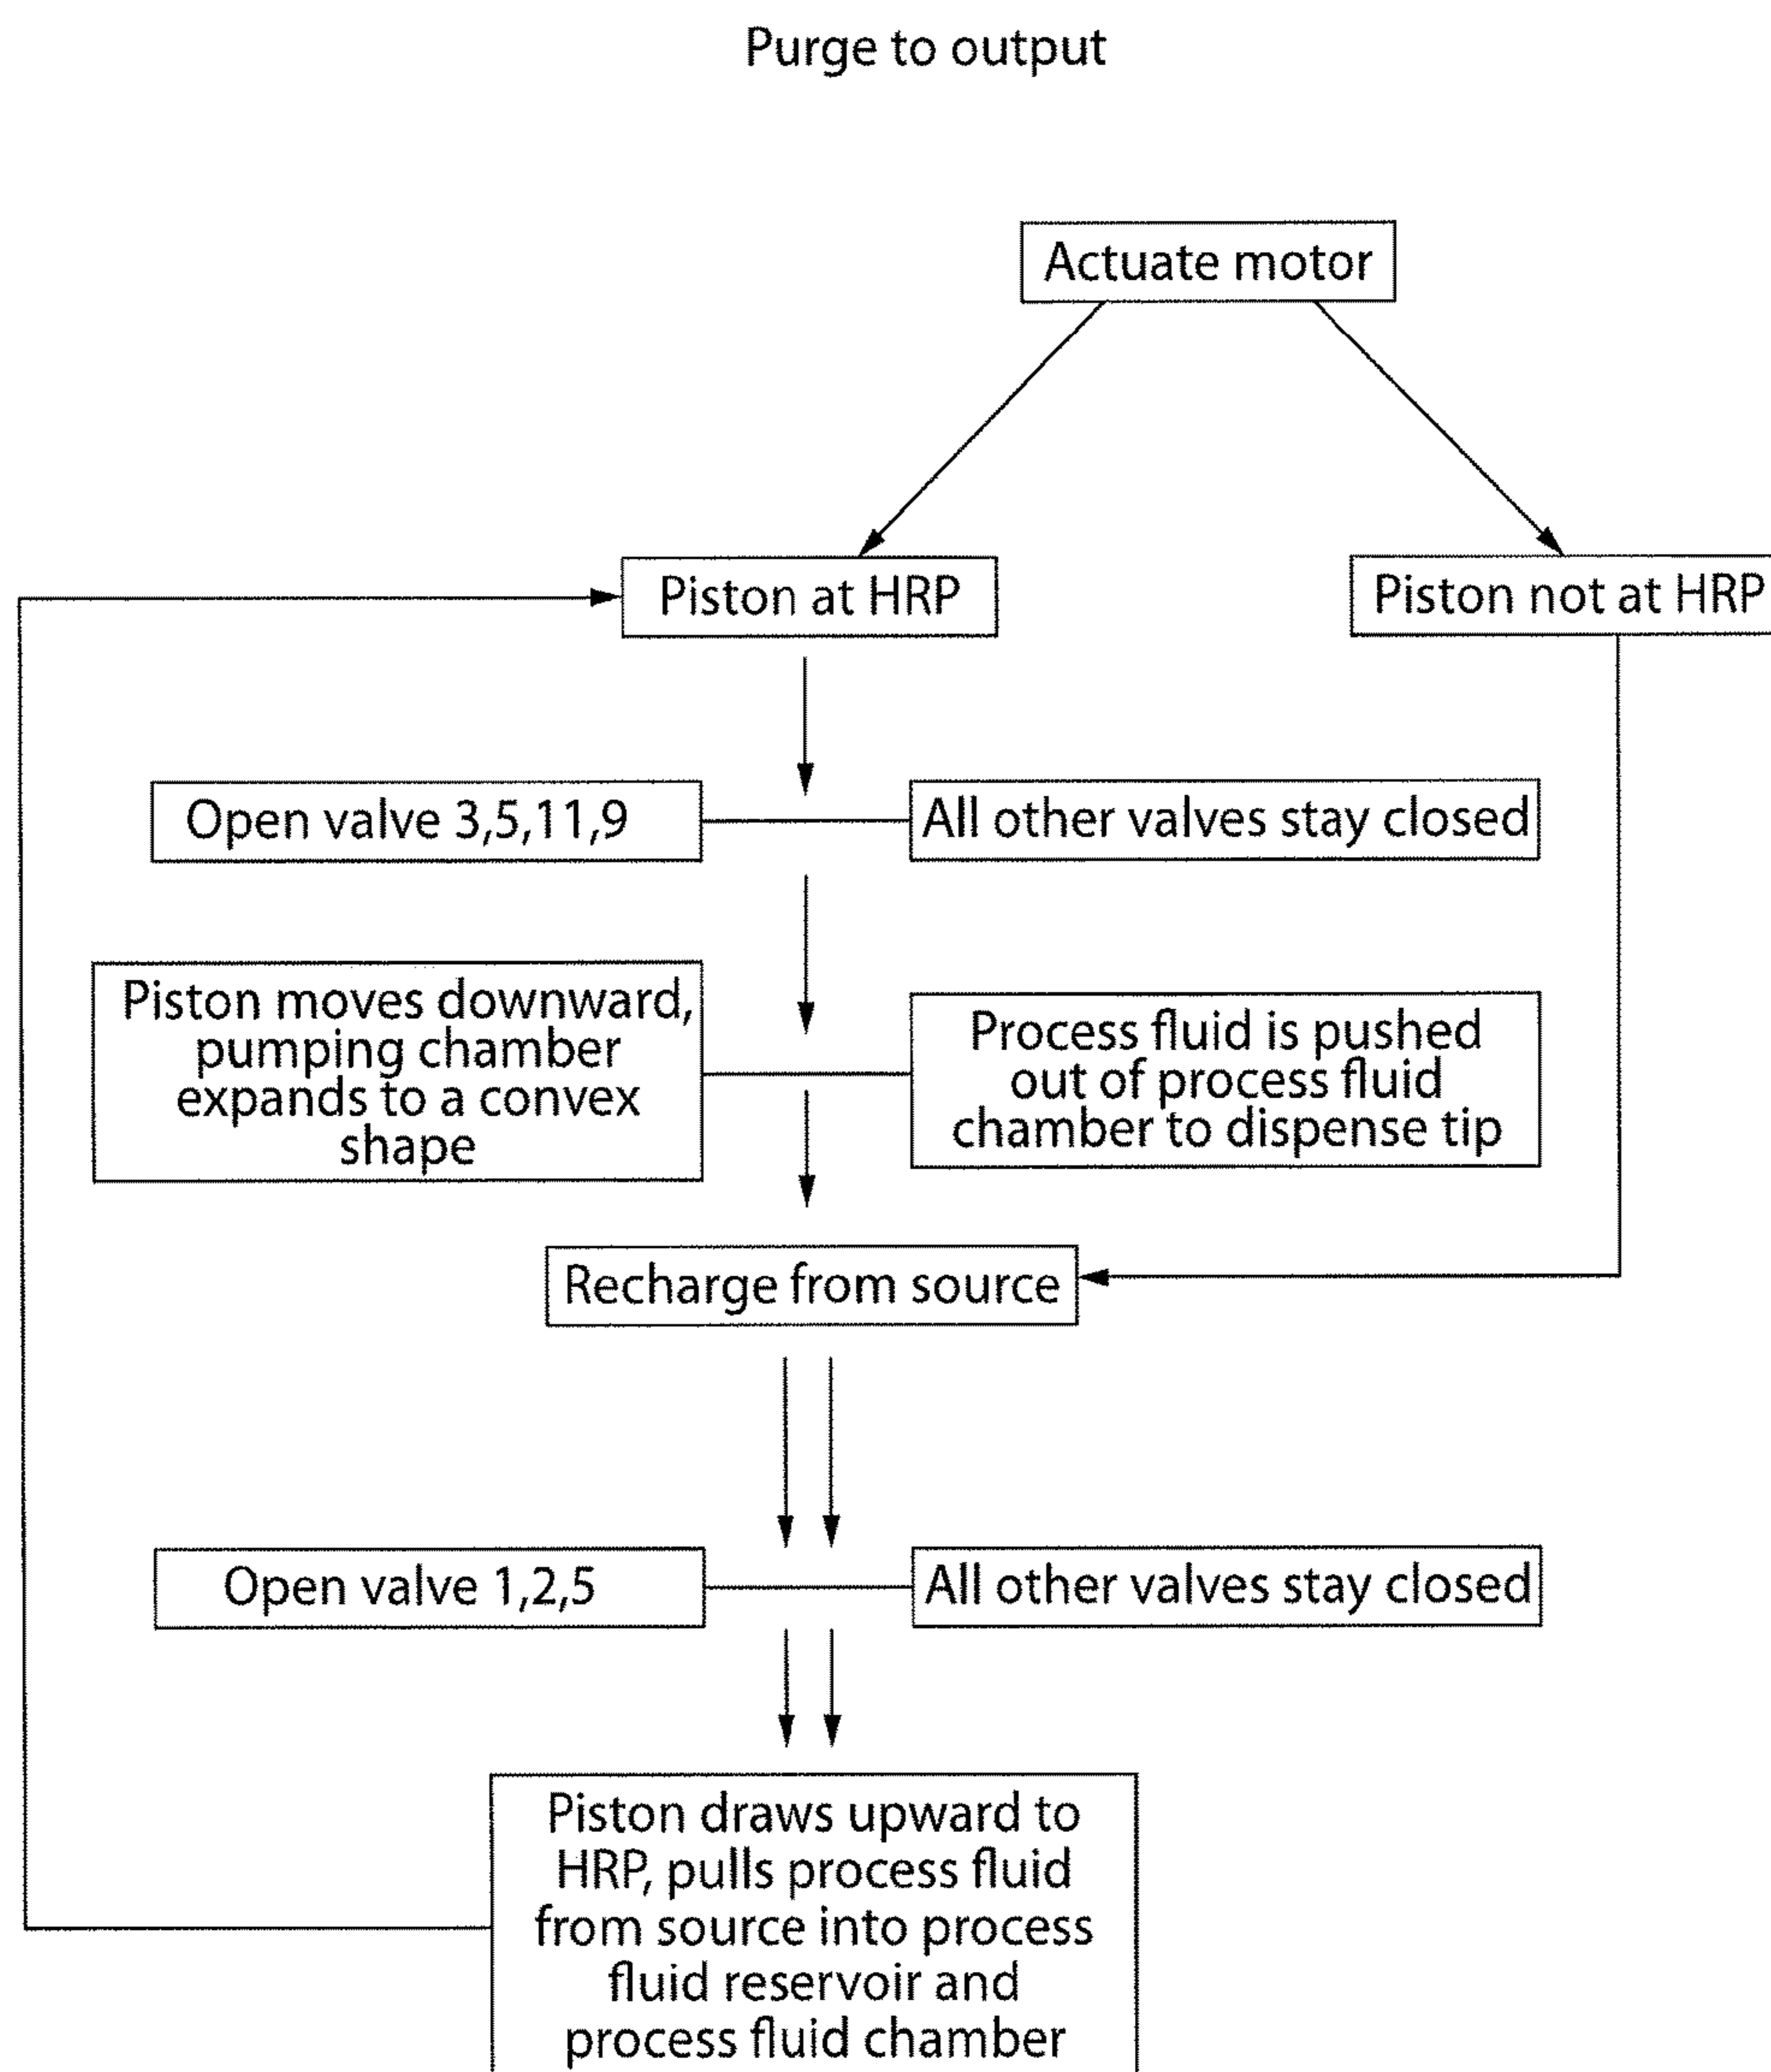 Purge to output
Actuate motor
Piston at HRP
Piston not at HRP
Open valve 3,5,11,9
All other valves stay closed
Piston moves downward,
pumping chamber
expands to a convex
shape
Process fluid is pushed
out of process fluid
chamber to dispense tip
Recharge from source
Open valve 1,2,5
All other valves stay closed
Piston draws upward to
HRP, pulls process fluid
from source into process
fluid reservoir and
process fluid chamber